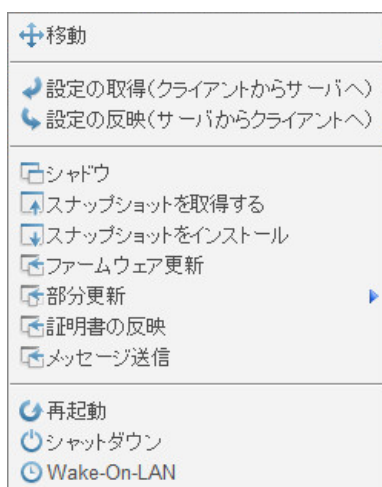 移動
設定の取得(クライアントからサーバへ)
設定の反映(サーバからクライアントへ)
シャドウ
スナップショットを取得する
スナップショットをインストール
ファームウェア更新
部分更新
証明書の反映
メッセージ送信
再起動
シャットダウン
Wake-On-LAN